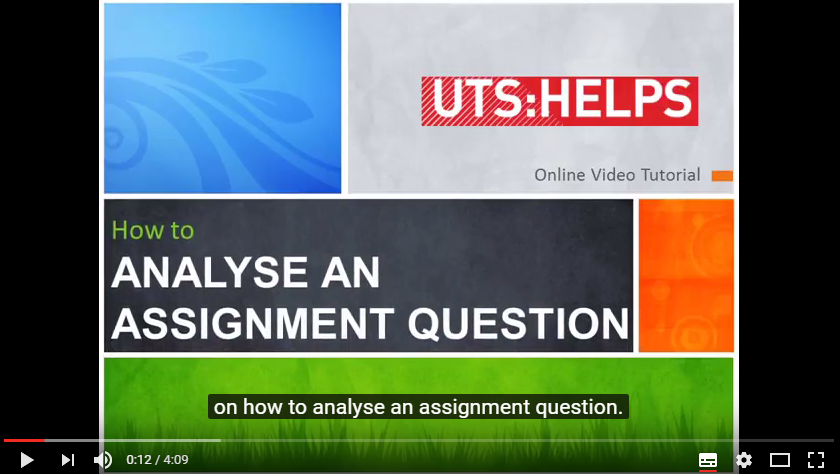 UTS:HELPS
Online Video Tutorial
How to
ANALYSE AN
ASSIGNMENT QUESTION
on how to analyse an assignment question.
0:12 / 4:09